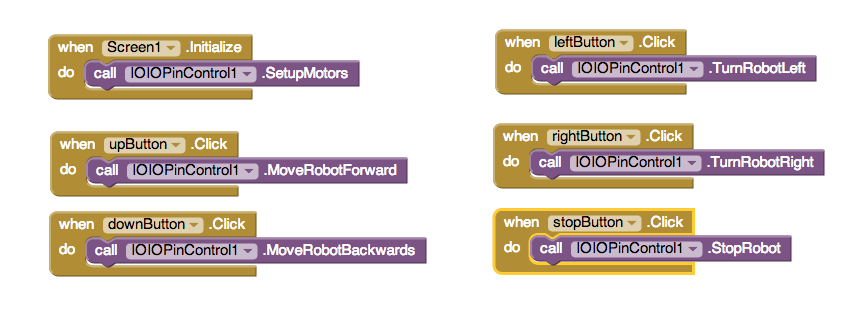 when Screen1 .Initialize
do call IOIOPinControl1 .SetupMotors
when upButton .Click
do call IOIOPinControl1 .MoveRobotForward
when downButton .Click
do call IOIOPinControl1 .MoveRobotBackwards
when leftButton .Click
do call IOIOPinControl1 .TurnRobotLeft
when rightButton .Click
do call IOIOPinControl1 .TurnRobotRight
when stopButton .Click
do call IOIOPinControl1 .StopRobot